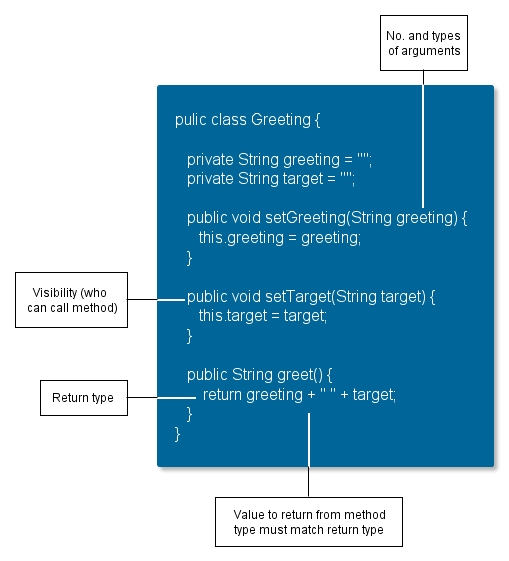 No. and types
of arguments
pulic class Greeting {
private String greeting = "";
private String target = "";
public void setGreeting(String greeting) {
this.greeting = greeting;
}
Visibility (who
can call method)
public void setTarget(String target) {
this.target = target;
}
public String greet() {
Return type
return greeting + " " + target;
}
}
Value to return from method
type must match return type